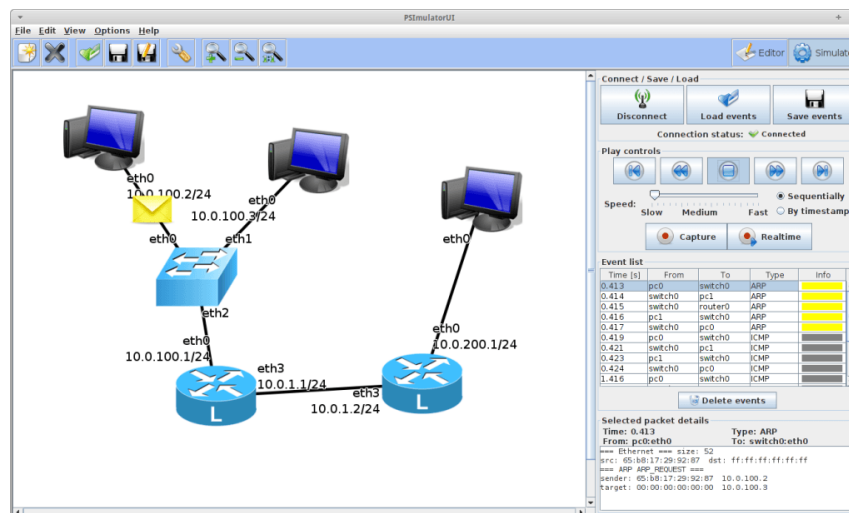 PSImulatorUI
File Edit View Options Help
Editor
Simulat
eth0
10.0.100.2/24
eth0
10.0.100.3/24
eth0
eth1
eth0
eth2
eth0
10.0.100.1/24
eth0
10.0.200.1/24
eth3
10.0.1.1/24
eth3
10.0.1.2/24
L
L
Connect / Save / Load
Disconnect Load events Save events
Connection status: Connected
Play controls
Speed: Slow Medium Fast
Sequentially
By timestamp
Capture Realtime
Event list
Time [s] From To Type Info
0.413 pc0 switch0 ARP
0.414 switch0 pc1 ARP
0.415 switch0 router0 ARP
0.416 pc1 switch0 ARP
0.417 switch0 pc0 ARP
0.419 pc0 switch0 ICMP
0.421 switch0 pc1 ICMP
0.423 pc1 switch0 ICMP
0.424 switch0 pc0 ICMP
1.416 pc0 switch0 ICMP
Delete events
Selected packet details
Time: 0.413 Type: ARP
From: pc0:eth0 To: switch0:eth0
=== Ethernet === size: 52
src: 65:b8:17:29:92:87 dst: ff:ff:ff:ff:ff:ff
=== ARP ARP_REQUEST ===
sender: 65:b8:17:29:92:87 10.0.100.2
target: 00:00:00:00:00:00 10.0.100.3